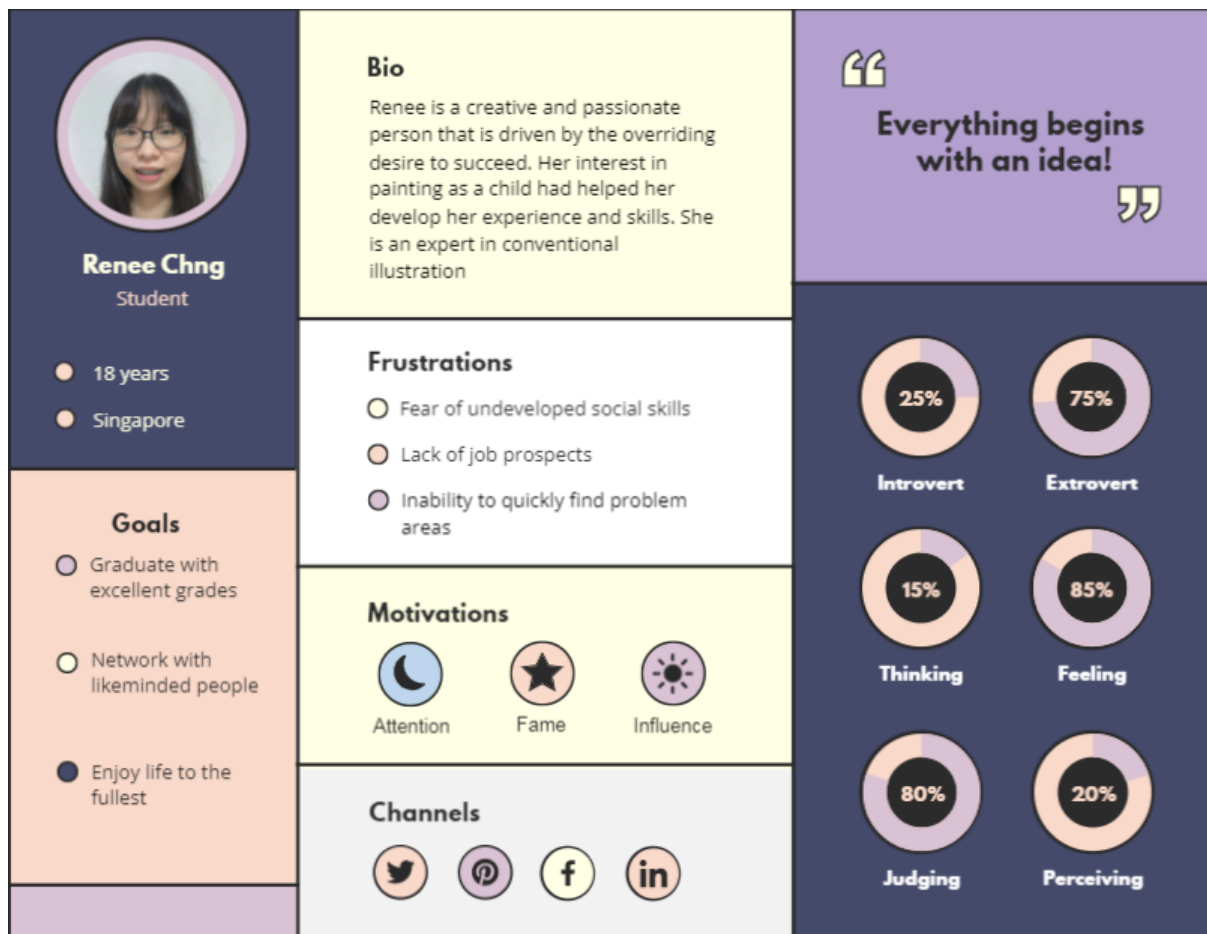 Renee Chng
Student
18 years
Singapore
Goals
Graduate with
excellent grades
Network with
likeminded people
Enjoy life to the
fullest
Bio
Renee is a creative and passionate
person that is driven by the overriding
desire to succeed. Her interest in
painting as a child had helped her
develop her experience and skills. She
is an expert in conventional
illustration
Frustrations
Fear of undeveloped social skills
Lack of job prospects
Inability to quickly find problem
areas
Motivations
Attention
Fame
Influence
Channels
in
“
Everything begins
with an idea!
”
25%
75%
Introvert
Extrovert
15%
85%
Thinking
Feeling
80%
20%
Judging
Perceiving